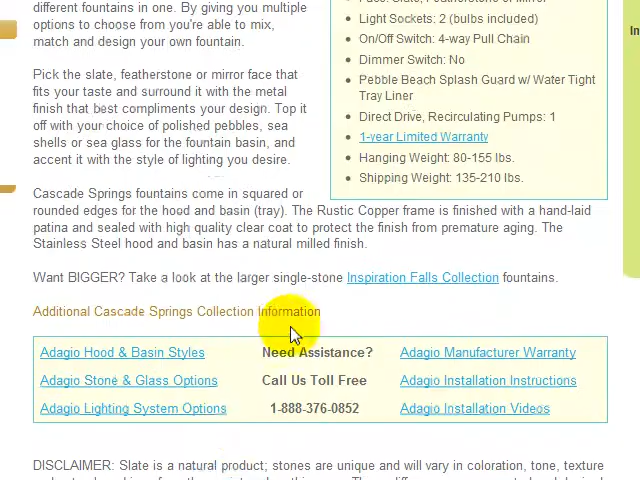 different fountains in one. By giving you multiple
options to choose from you're able to mix,
match and design your own fountain.
Pick the slate, featherstone or mirror face that
fits your taste and surround it with the metal
finish that best compliments your design. Top it
off with your choice of polished pebbles, sea
shells or sea glass for the fountain basin, and
accent it with the style of lighting you desire.
Light Sockets: 2 (bulbs included)
On/Off Switch: 4-way Pull Chain
Dimmer Switch: No
Pebble Beach Splash Guard w/ Water Tight
Tray Liner
Direct Drive, Recirculating Pumps: 1
1-year Limited Warranty
Hanging Weight: 80-155 lbs.
Shipping Weight: 135-210 lbs.
Cascade Springs fountains come in squared or
rounded edges for the hood and basin (tray). The Rustic Copper frame is finished with a hand-laid
patina and sealed with high quality clear coat to protect the finish from premature aging. The
Stainless Steel hood and basin has a natural milled finish.
Want BIGGER? Take a look at the larger single-stone Inspiration Falls Collection fountains.
Additional Cascade Springs Collection Information
Adagio Hood & Basin Styles Need Assistance? Adagio Manufacturer Warranty
Adagio Stone & Glass Options Call Us Toll Free Adagio Installation Instructions
Adagio Lighting System Options 1-888-376-0852 Adagio Installation Videos
DISCLAIMER: Slate is a natural product; stones are unique and will vary in coloration, tone, texture